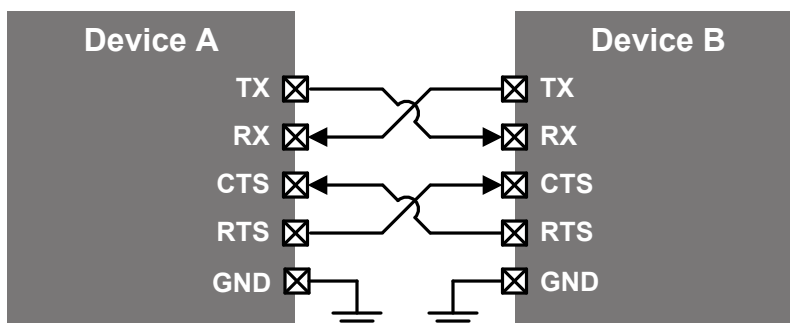 Device A
Device B
TX
TX
RX
RX
CTS
CTS
RTS
RTS
GND
GND